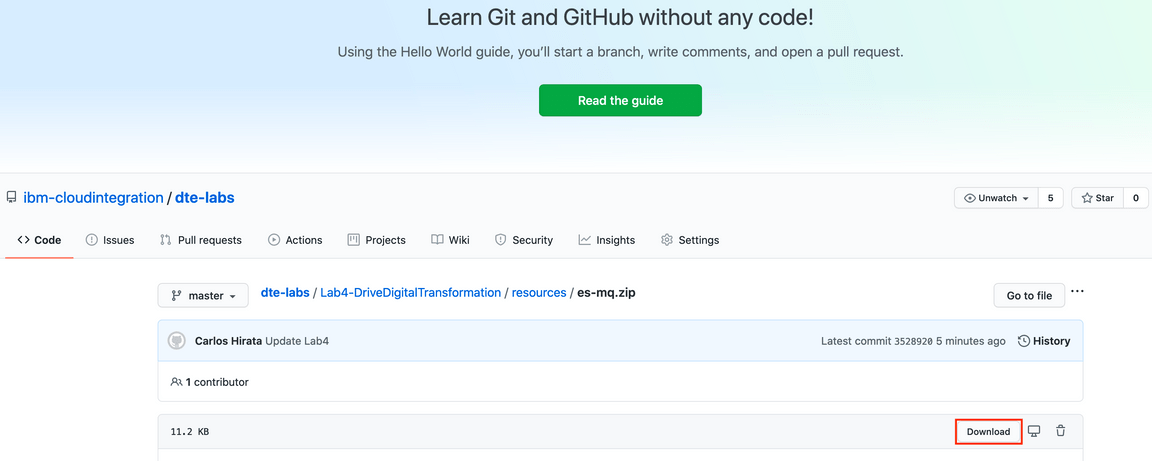 Learn Git and GitHub without any code!
Using the Hello World guide, you'll start a branch, write comments, and open a pull request.
Read the guide
ibm-cloudintegration / dte-labs
Unwatch 5 Star 0
Code Issues Pull requests Actions Projects Wiki Security Insights Settings
master dte-labs / Lab4-DriveDigitalTransformation / resources / es-mq.zip Go to file ...
Carlos Hirata Update Lab4 Latest commit 3528920 5 minutes ago History
1 contributor
11.2 KB Download